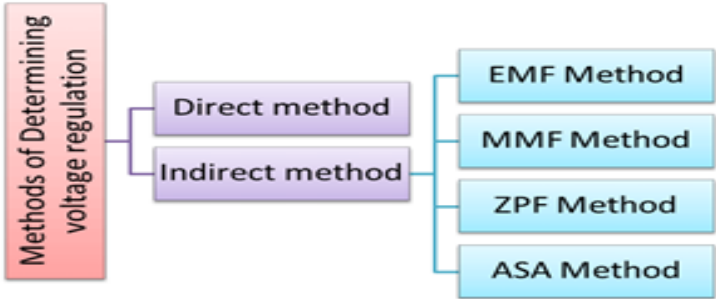 Methods of Determining
voltage regulation
Direct method
Indirect method
EMF Method
MMF Method
ZPF Method
ASA Method